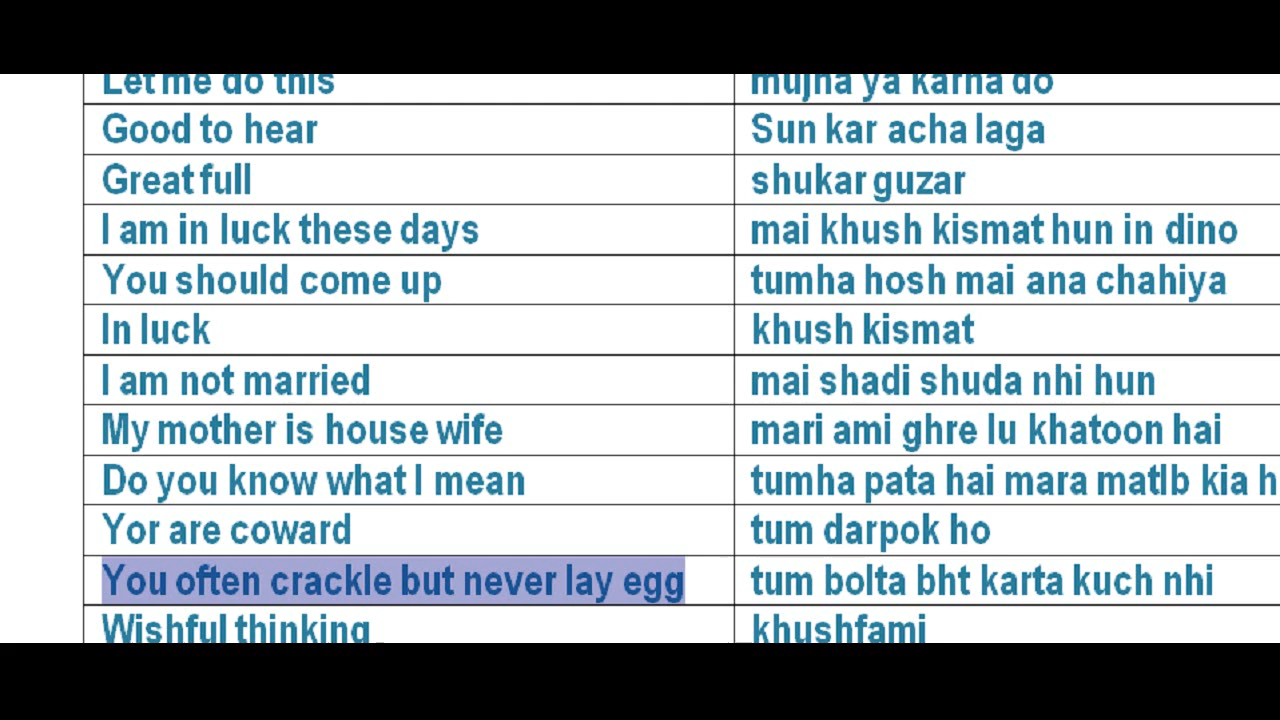 Let me do this mujha ya karna do
Good to hear Sun kar acha laga
Great full shukar guzar
I am in luck these days mai khush kismat hun in dino
You should come up tumha hosh mai ana chahiya
In luck khush kismat
I am not married mai shadi shuda nhi hun
My mother is house wife mari ami ghre lu khatoon hai
Do you know what I mean tumha pata hai mara matlb kia h
Yor are coward tum darpok ho
You often crackle but never lay egg tum bolta bht karta kuch nhi
Wishful thinking khushfami